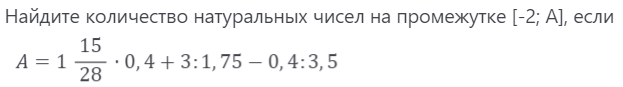 Найдите количество натуральных чисел на промежутке [-2; A], если
A = 1 15/28 · 0,4 + 3:1,75 − 0,4:3,5